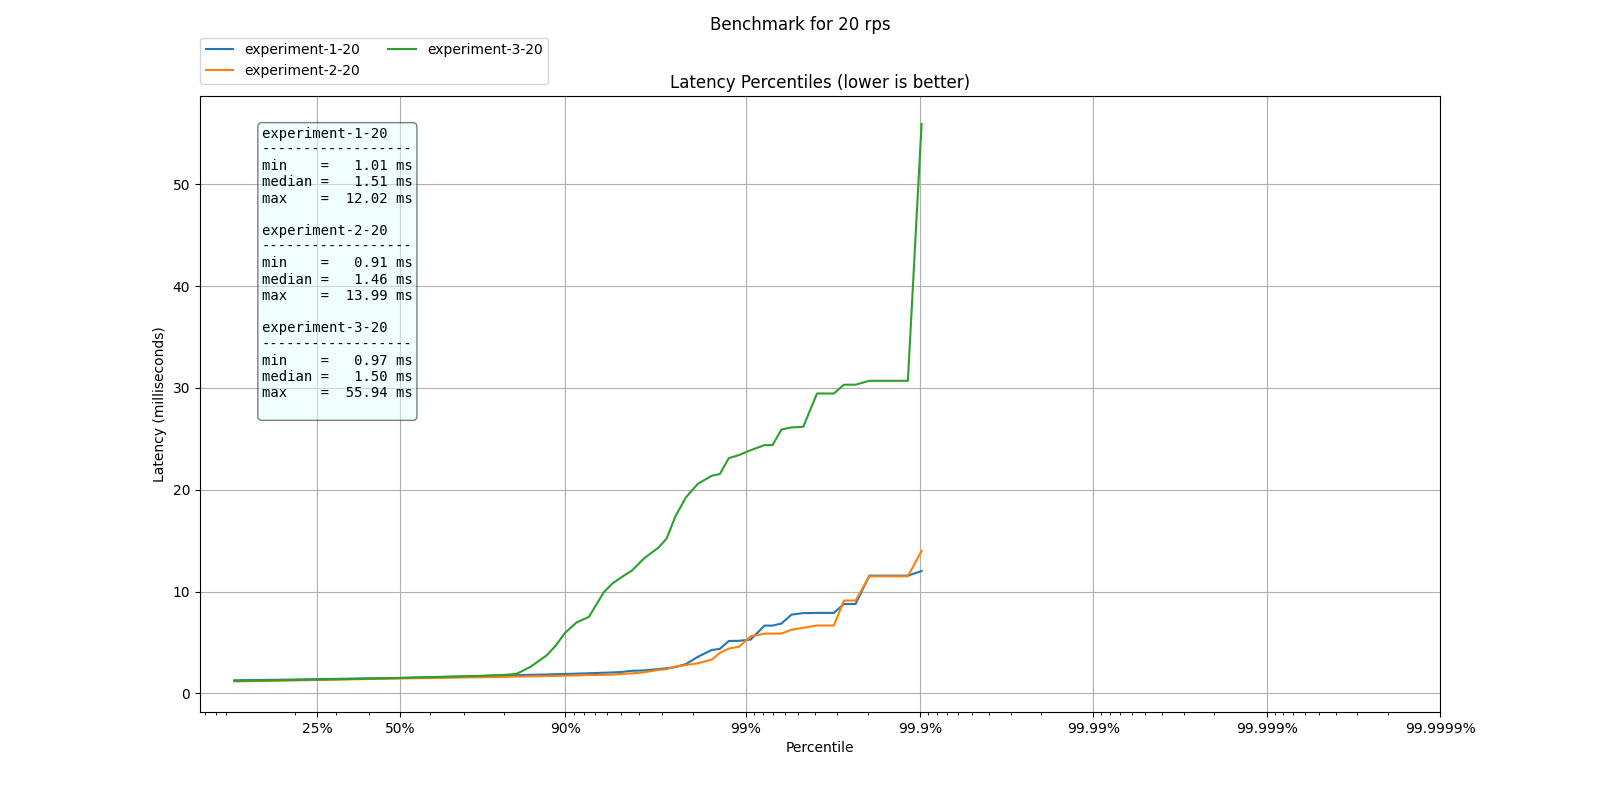 Benchmark for 20 rps
experiment-1-20
experiment-2-20
experiment-3-20
Latency Percentiles (lower is better)
experiment-1-20
------------------
min    =   1.01 ms
median =   1.51 ms
max    =  12.02 ms
experiment-2-20
------------------
min    =   0.91 ms
median =   1.46 ms
max    =  13.99 ms
experiment-3-20
------------------
min    =   0.97 ms
median =   1.50 ms
max    =  55.94 ms
Latency (milliseconds)
50
40
30
20
10
0
25% 50% 90% 99% 99.9% 99.99% 99.999% 99.9999%
Percentile